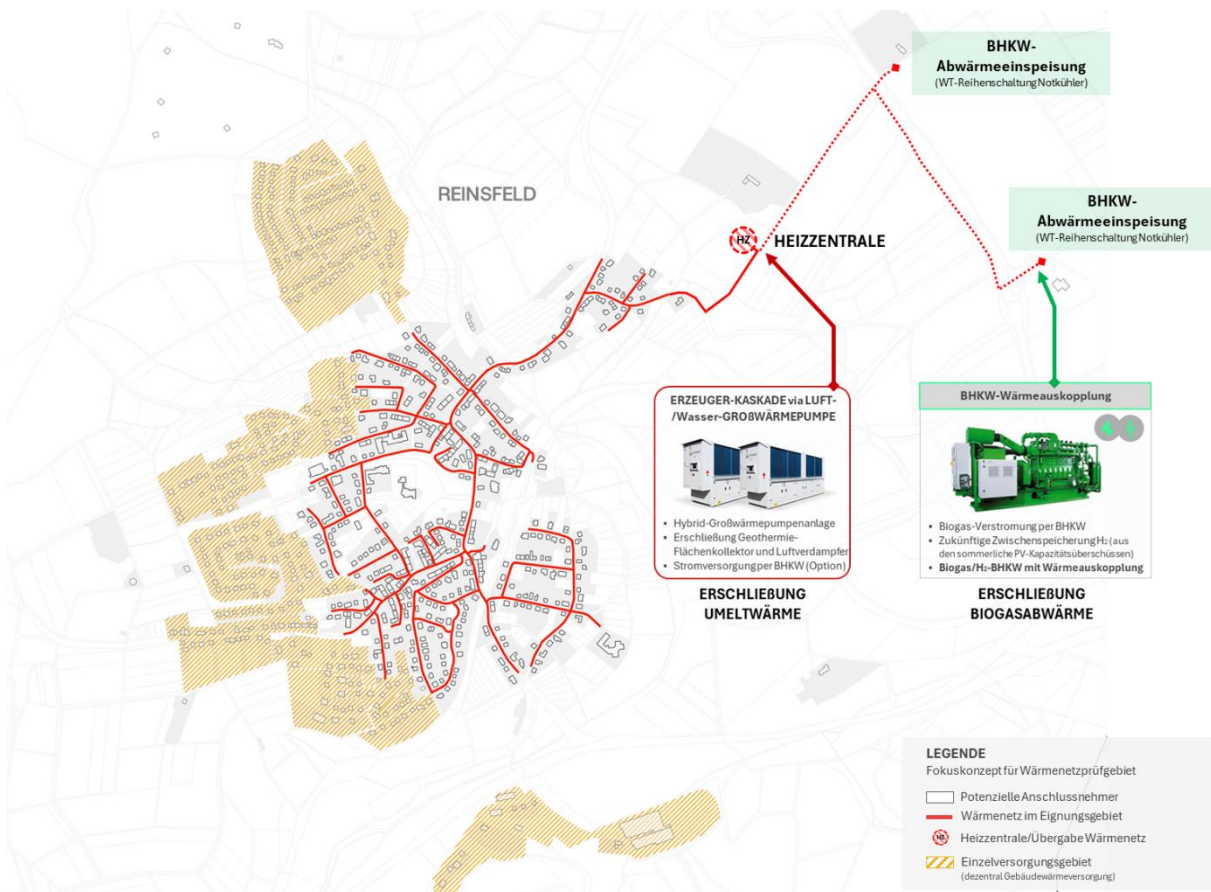 BHKW-
Abwärmeeinspeisung
(WT-Reihenschaltung Notkühler)
REINSFELD
BHKW-
Abwärmeeinspeisung
(WT-Reihenschaltung Notkühler)
HZ
HEIZZENTRALE
ERZEUGER-KASKADE via LUFT-
/Wasser-GROßWÄRMEPUMPE
• Hybrid-Großwärmepumpenanlage
• Erschließung Geothermie-
Flächenkollektor und Luftverdampfer
• Stromversorgung per BHKW (Option)
ERSCHLIEßUNG
UMELTWÄRME
BHKW-Wärmeauskopplung
• Biogas-Verstromung per BHKW
• Zukünftige Zwischenspeicherung H₂ (aus
den sommerliche PV-Kapazitätsüberschüssen)
• Biogas/H₂-BHKW mit Wärmeauskopplung
ERSCHLIEßUNG
BIOGASABWÄRME
LEGENDE
Fokuskonzept für Wärmenetzprüfgebiet
Potenzielle Anschlussnehmer
Wärmenetz im Eignungsgebiet
HZ Heizzentrale/Übergabe Wärmenetz
Einzelversorgungsgebiet
(dezentral Gebäudewärmeversorgung)